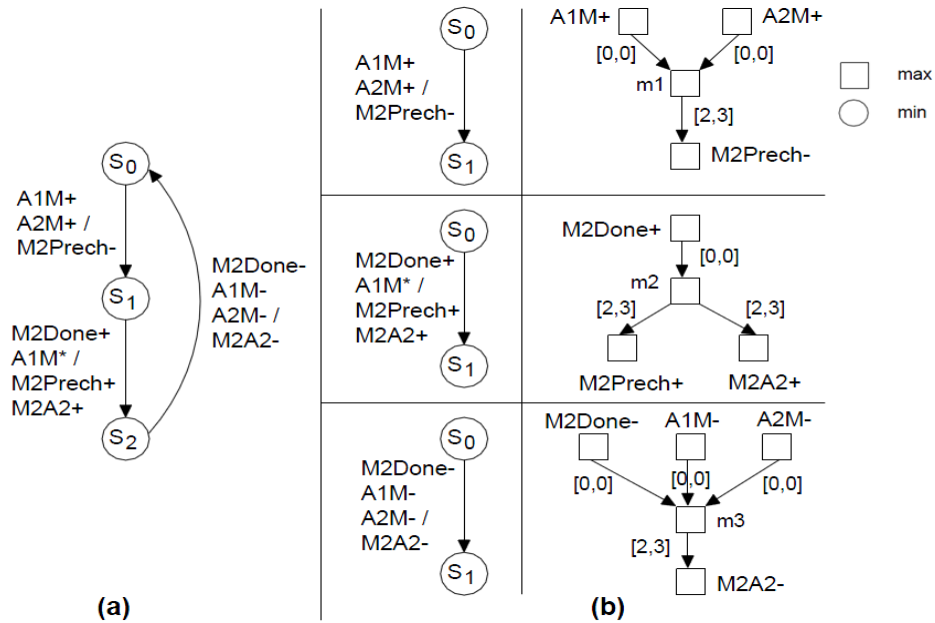 S0
A1M+
A2M+ /
M2Prech-
S1
M2Done+
A1M* /
M2Prech+
M2A2+
S2
M2Done-
A1M-
A2M- /
M2A2-
(a)
S0
A1M+
A2M+ /
M2Prech-
S1
A1M+ A2M+
[0,0] [0,0]
m1
[2,3]
M2Prech-
max
min
S0
M2Done+
A1M* /
M2Prech+
M2A2+
S1
M2Done+
[0,0]
m2
[2,3] [2,3]
M2Prech+ M2A2+
S0
M2Done-
A1M-
A2M- /
M2A2-
S1
M2Done- A1M- A2M-
[0,0] [0,0] [0,0]
m3
[2,3]
M2A2-
(b)